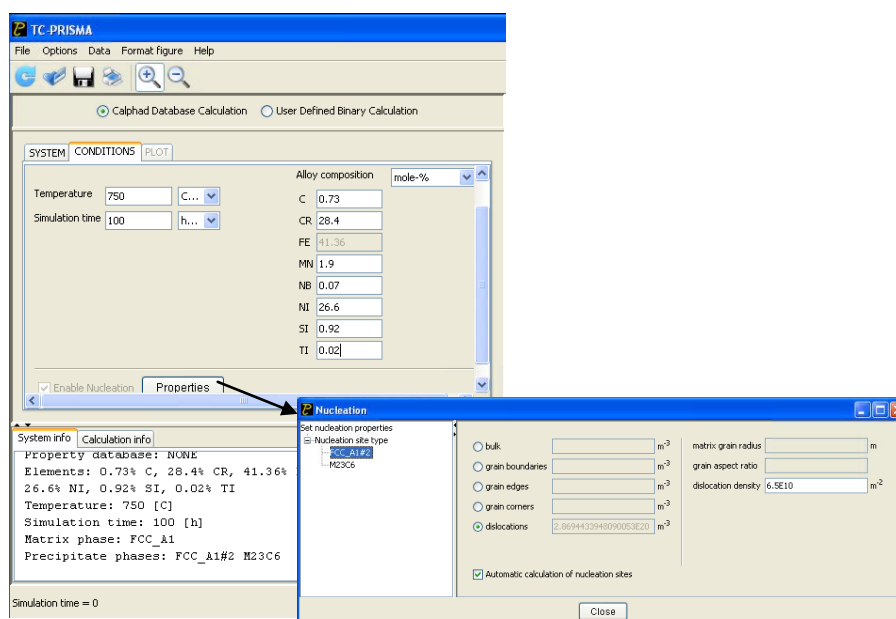 TC-PRISMA
File Options Data Format figure Help
Calphad Database Calculation User Defined Binary Calculation
SYSTEM CONDITIONS PLOT
Alloy composition mole-%
Temperature 750 C...
C 0.73
Simulation time 100 h...
CR 28.4
FE 41.36
MN 1.9
NB 0.07
NI 26.6
SI 0.92
TI 0.02
Enable Nucleation Properties
System info Calculation info
Property database: NONE
Elements: 0.73% C, 28.4% CR, 41.36%
26.6% NI, 0.92% SI, 0.02% TI
Temperature: 750 [C]
Simulation time: 100 [h]
Matrix phase: FCC_A1
Precipitate phases: FCC_A1#2 M23C6
Simulation time = 0
Nucleation
Set nucleation properties
Nucleation site type
FCC_A1#2
M23C6
bulk m-3 matrix grain radius m
grain boundaries m-3 grain aspect ratio
grain edges m-3 dislocation density 6.5E10 m-2
grain corners m-3
dislocations 2.8694433948090053E20 m-3
Automatic calculation of nucleation sites
Close